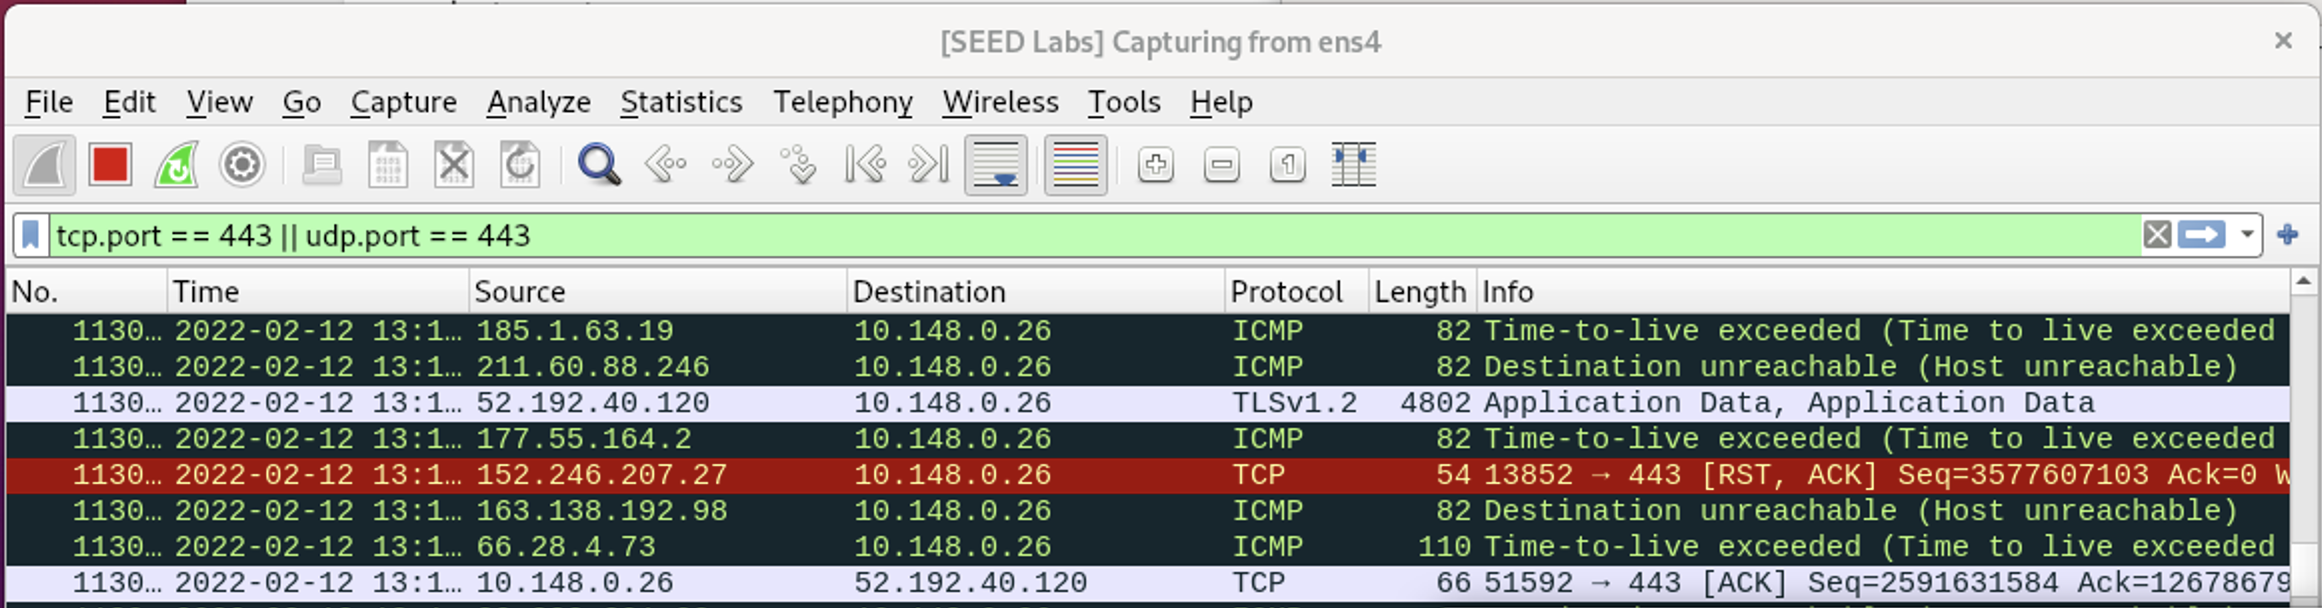 [SEED Labs] Capturing from ens4
File Edit View Go Capture Analyze Statistics Telephony Wireless Tools Help
tcp.port == 443 || udp.port == 443
No. Time Source Destination Protocol Length Info
1130… 2022-02-12 13:1… 185.1.63.19 10.148.0.26 ICMP 82 Time-to-live exceeded (Time to live exceeded
1130… 2022-02-12 13:1… 211.60.88.246 10.148.0.26 ICMP 82 Destination unreachable (Host unreachable)
1130… 2022-02-12 13:1… 52.192.40.120 10.148.0.26 TLSv1.2 4802 Application Data, Application Data
1130… 2022-02-12 13:1… 177.55.164.2 10.148.0.26 ICMP 82 Time-to-live exceeded (Time to live exceeded
1130… 2022-02-12 13:1… 152.246.207.27 10.148.0.26 TCP 54 13852 → 443 [RST, ACK] Seq=3577607103 Ack=0 W
1130… 2022-02-12 13:1… 163.138.192.98 10.148.0.26 ICMP 82 Destination unreachable (Host unreachable)
1130… 2022-02-12 13:1… 66.28.4.73 10.148.0.26 ICMP 110 Time-to-live exceeded (Time to live exceeded
1130… 2022-02-12 13:1… 10.148.0.26 52.192.40.120 TCP 66 51592 → 443 [ACK] Seq=2591631584 Ack=12678679